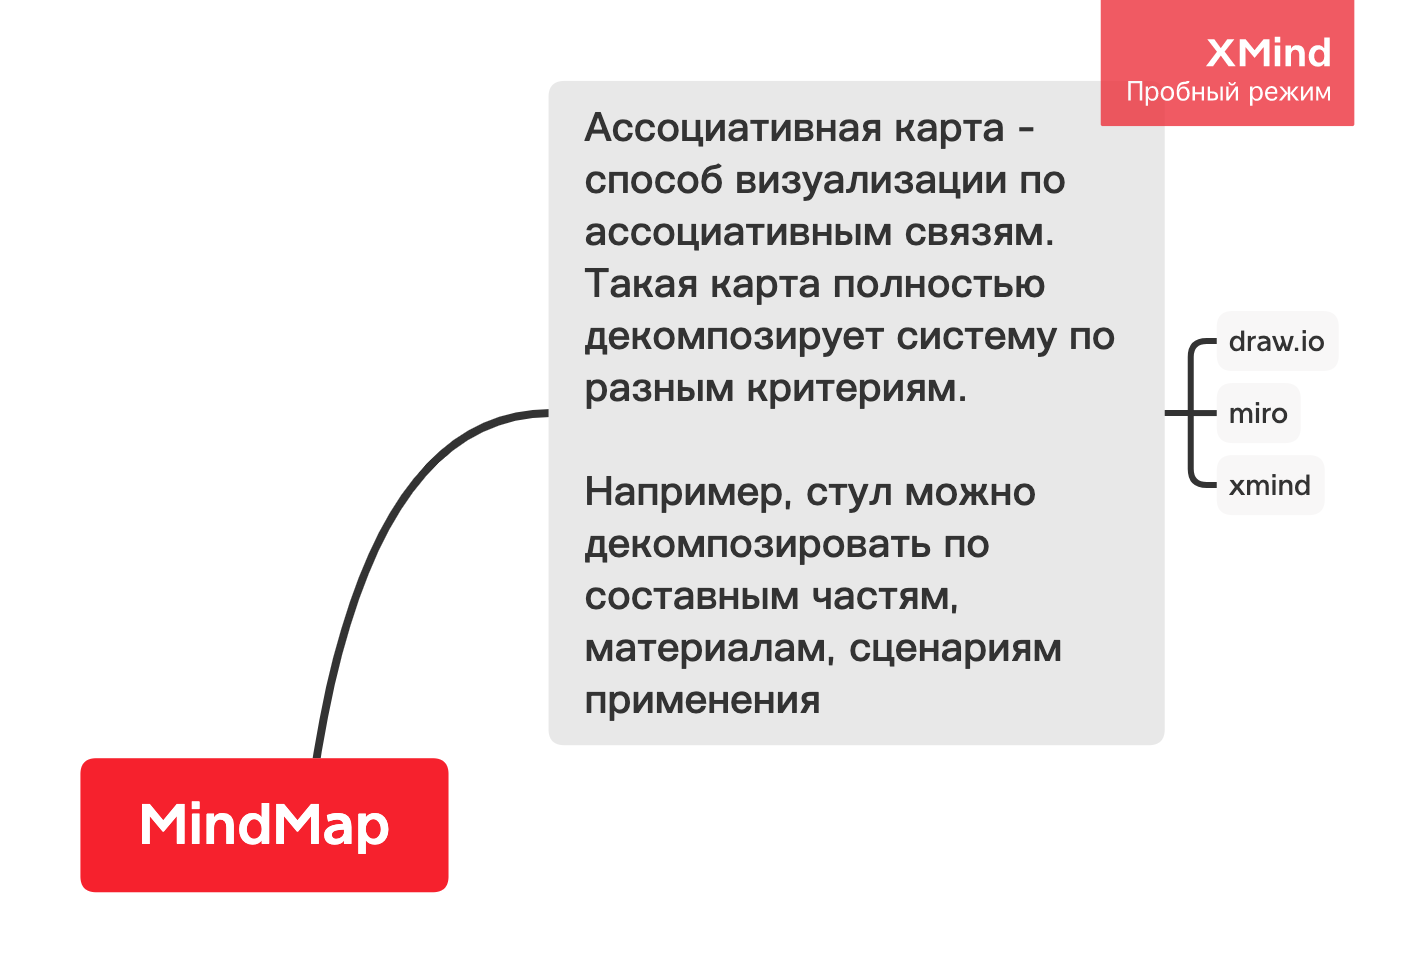 XMind
Пробный режим
Ассоциативная карта -
способ визуализации по
ассоциативным связям.
Такая карта полностью
декомпозирует систему по
разным критериям.
Например, стул можно
декомпозировать по
составным частям,
материалам, сценариям
применения
draw.io
miro
xmind
MindMap